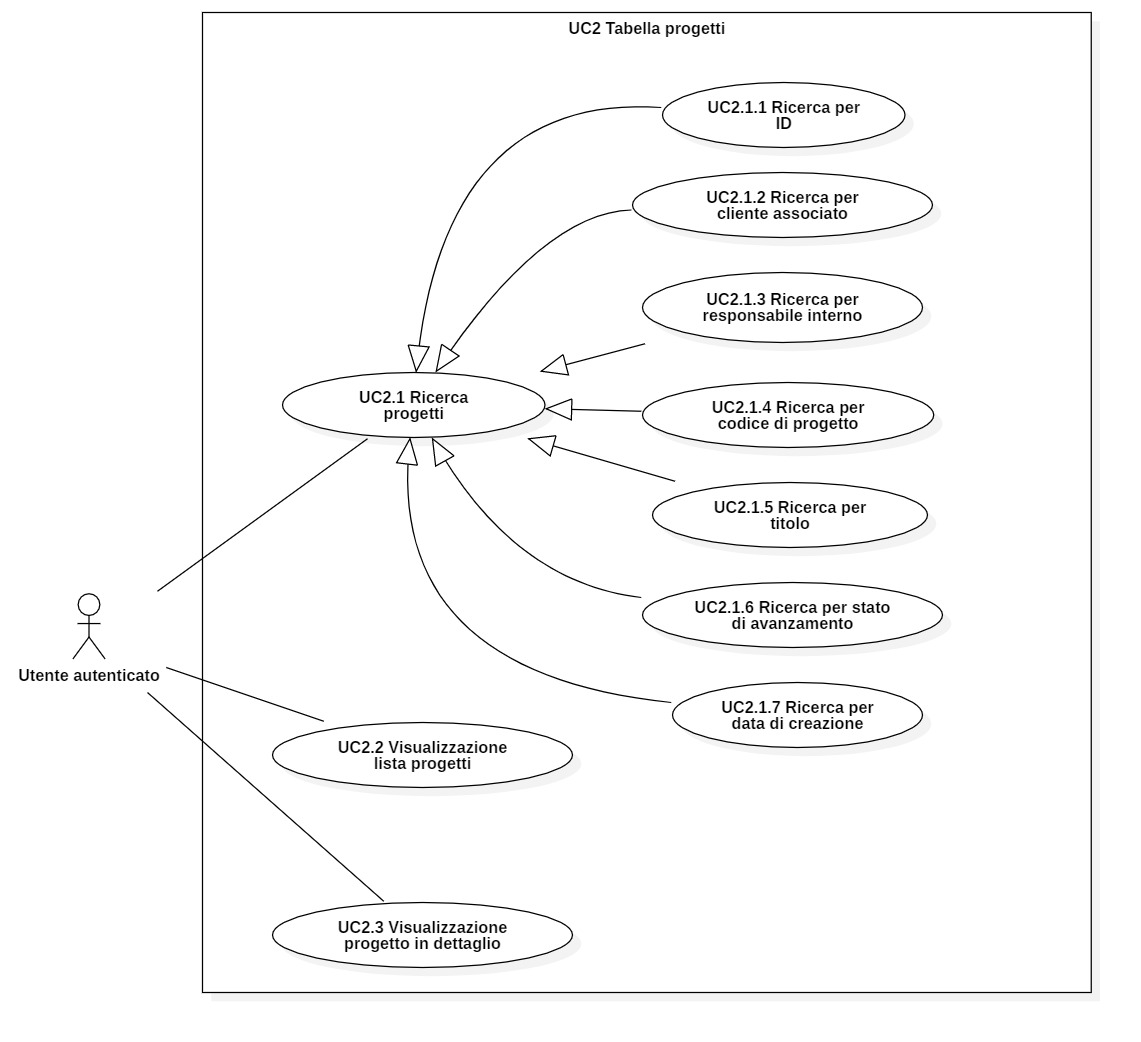 UC2 Tabella progetti
UC2.1.1 Ricerca per
ID
UC2.1.2 Ricerca per
cliente associato
UC2.1.3 Ricerca per
responsabile interno
UC2.1 Ricerca
progetti
UC2.1.4 Ricerca per
codice di progetto
UC2.1.5 Ricerca per
titolo
UC2.1.6 Ricerca per stato
di avanzamento
Utente autenticato
UC2.1.7 Ricerca per
data di creazione
UC2.2 Visualizzazione
lista progetti
UC2.3 Visualizzazione
progetto in dettaglio